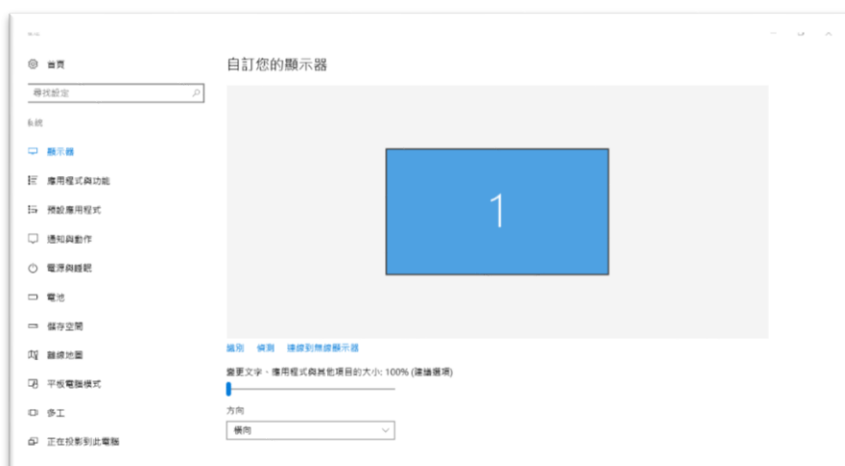 設定
首頁
自訂您的顯示器
尋找設定
系統
顯示器
應用程式與功能
預設應用程式
通知與動作
電源與睡眠
電池
儲存空間
離線地圖
平板電腦模式
多工
正在投影到此電腦
1
識別 偵測 連線到無線顯示器
變更文字、應用程式與其他項目的大小: 100% (建議選項)
方向
橫向